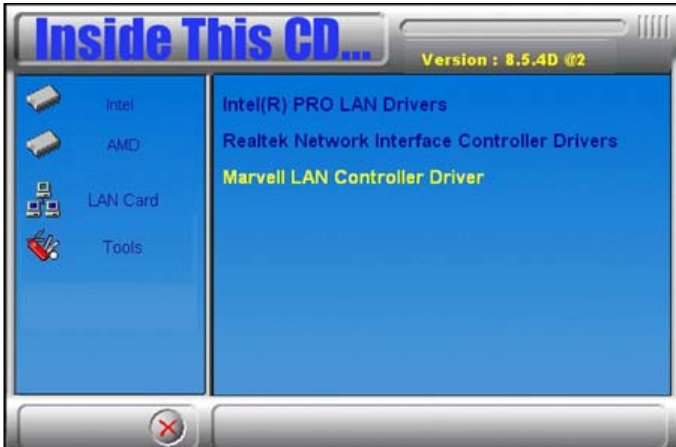 Inside This CD...
Version : 8.5.4D @2
Intel
AMD
LAN Card
Tools
Intel(R) PRO LAN Drivers
Realtek Network Interface Controller Drivers
Marvell LAN Controller Driver